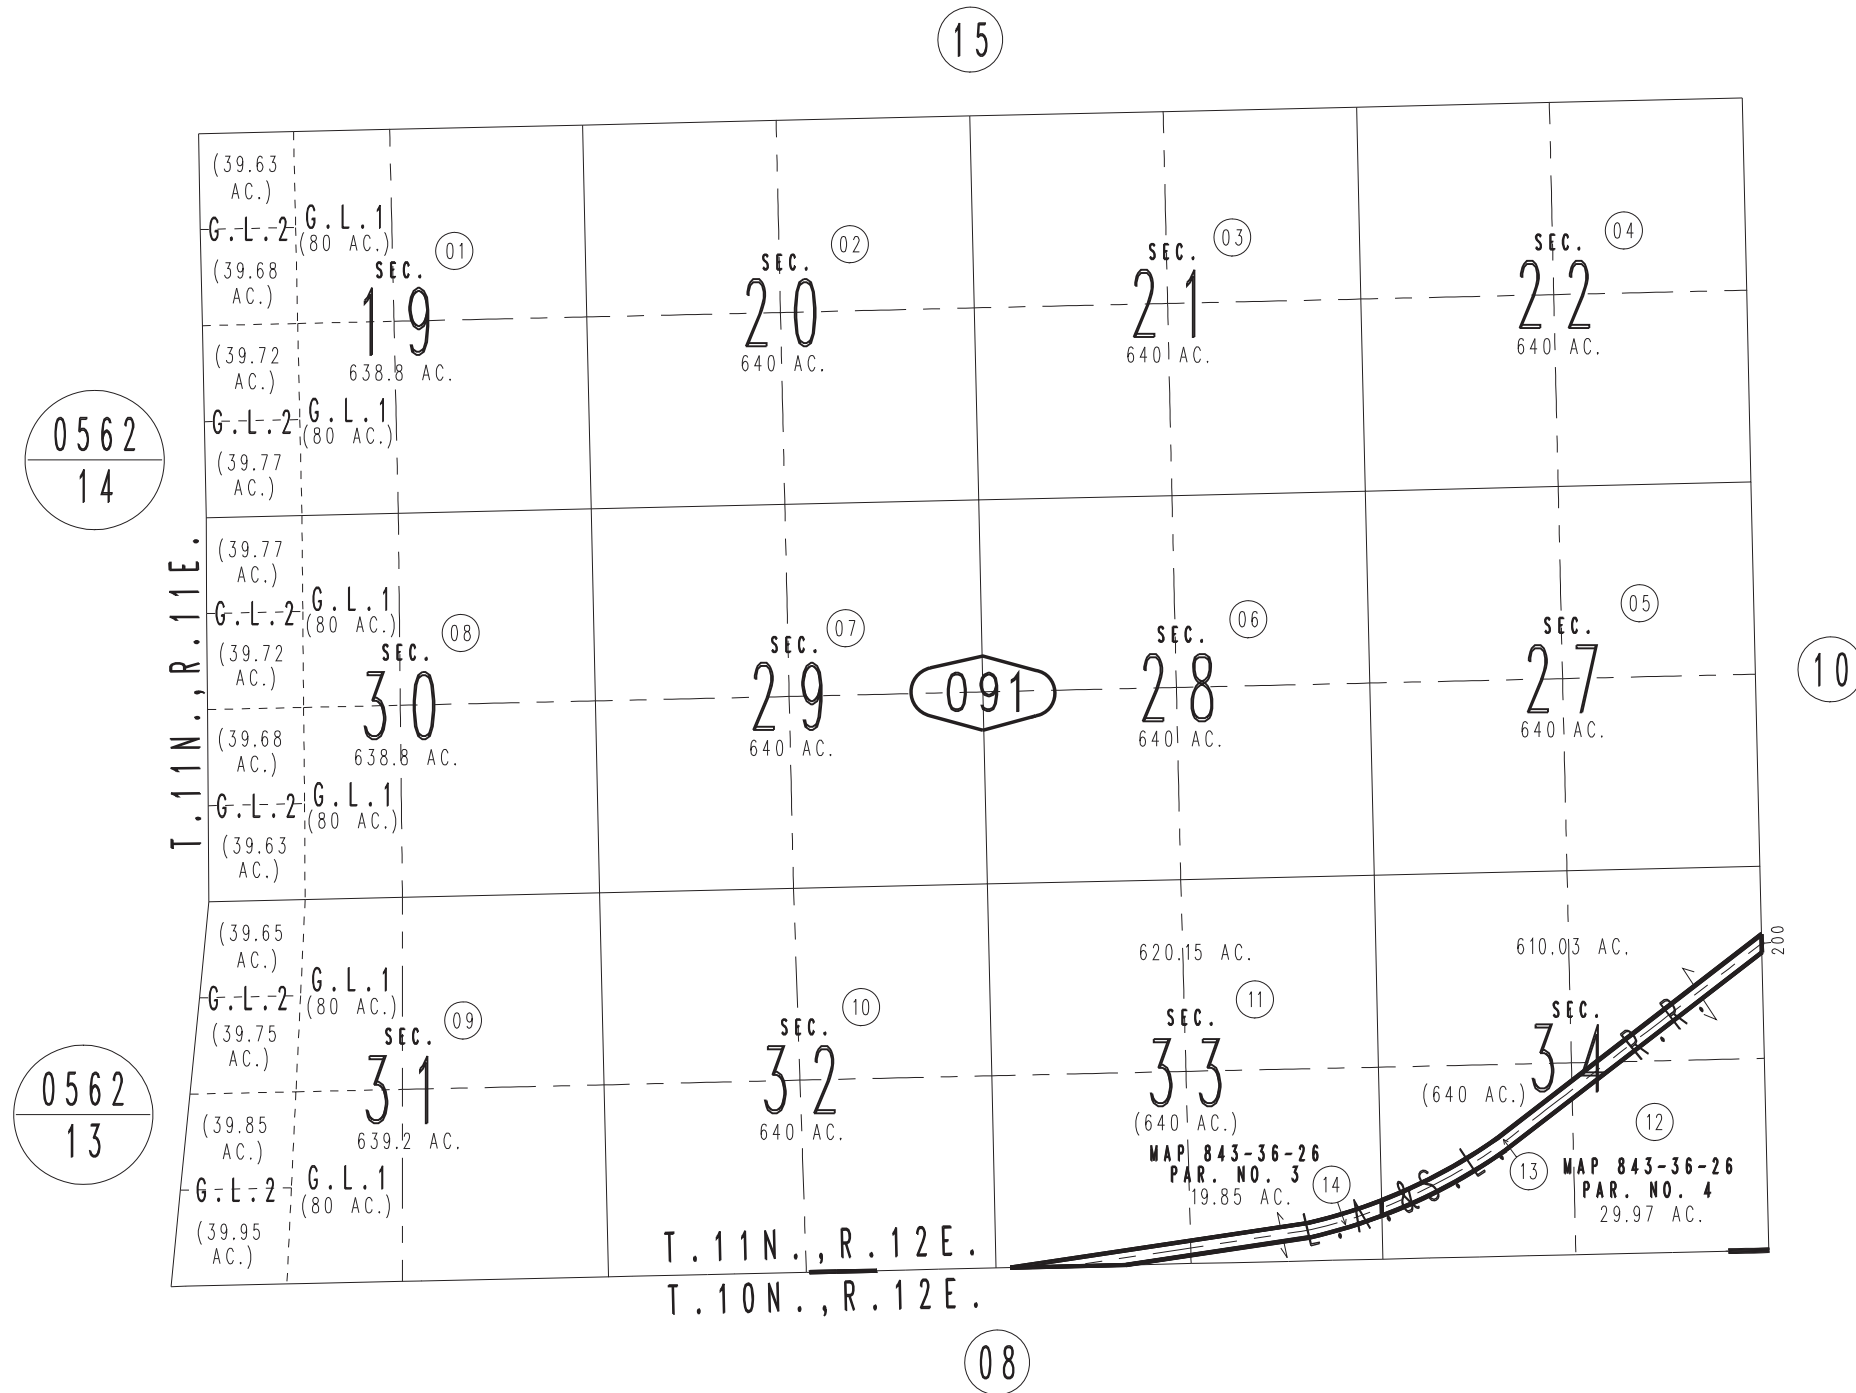 15
(39.63
AC.)
G.L.2
G.L.1
(80 AC.)
(39.68
AC.)
SEC.
01
19
638.8 AC.
(39.72
AC.)
G.L.2
G.L.1
(80 AC.)
(39.77
AC.)
SEC.
02
20
640 AC.
SEC.
03
21
640 AC.
SEC.
04
22
640 AC.
0562
14
T.11N.,R.11E.
(39.77
AC.)
G.L.2
G.L.1
(80 AC.)
(39.72
AC.)
SEC.
08
30
638.8 AC.
(39.68
AC.)
G.L.2
G.L.1
(80 AC.)
(39.63
AC.)
SEC.
07
29
640 AC.
091
SEC.
06
28
640 AC.
SEC.
05
27
640 AC.
10
(39.65
AC.)
G.L.2
G.L.1
(80 AC.)
(39.75
AC.)
SEC.
09
31
639.2 AC.
(39.85
AC.)
G.L.2
G.L.1
(80 AC.)
(39.95
AC.)
0562
13
SEC.
10
32
640 AC.
620.15 AC.
SEC.
11
33
(640 AC.)
MAP 843-36-26
PAR. NO. 3
19.85 AC.
14
610.03 AC.
SEC.
34
(640 AC.)
200
12
13
MAP 843-36-26
PAR. NO. 4
29.97 AC.
L.A.&S.L. R.R.
T.11N.,R.12E.
T.10N.,R.12E.
08